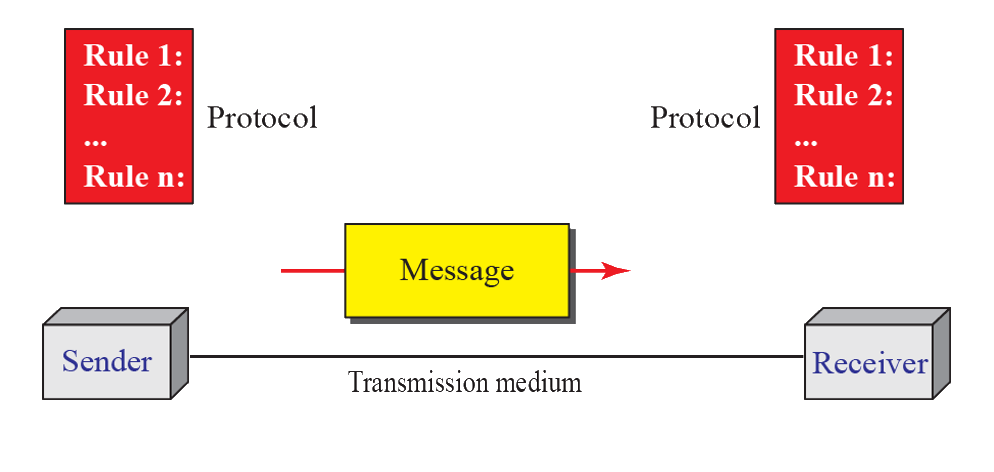 Rule 1:
Rule 2:
...
Rule n:
Protocol
Protocol
Rule 1:
Rule 2:
...
Rule n:
Message
Sender
Receiver
Transmission medium